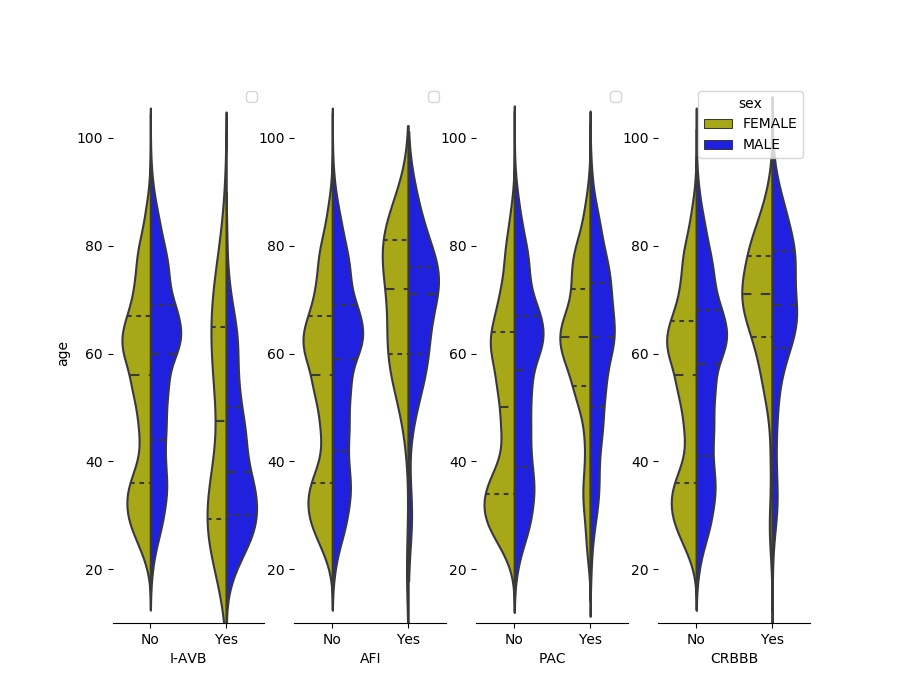 sex
FEMALE
MALE
100 100 100 100
80 80 80 80
60 60 60 60
age
40 40 40 40
20 20 20 20
No Yes No Yes No Yes No Yes
I-AVB AFI PAC CRBBB